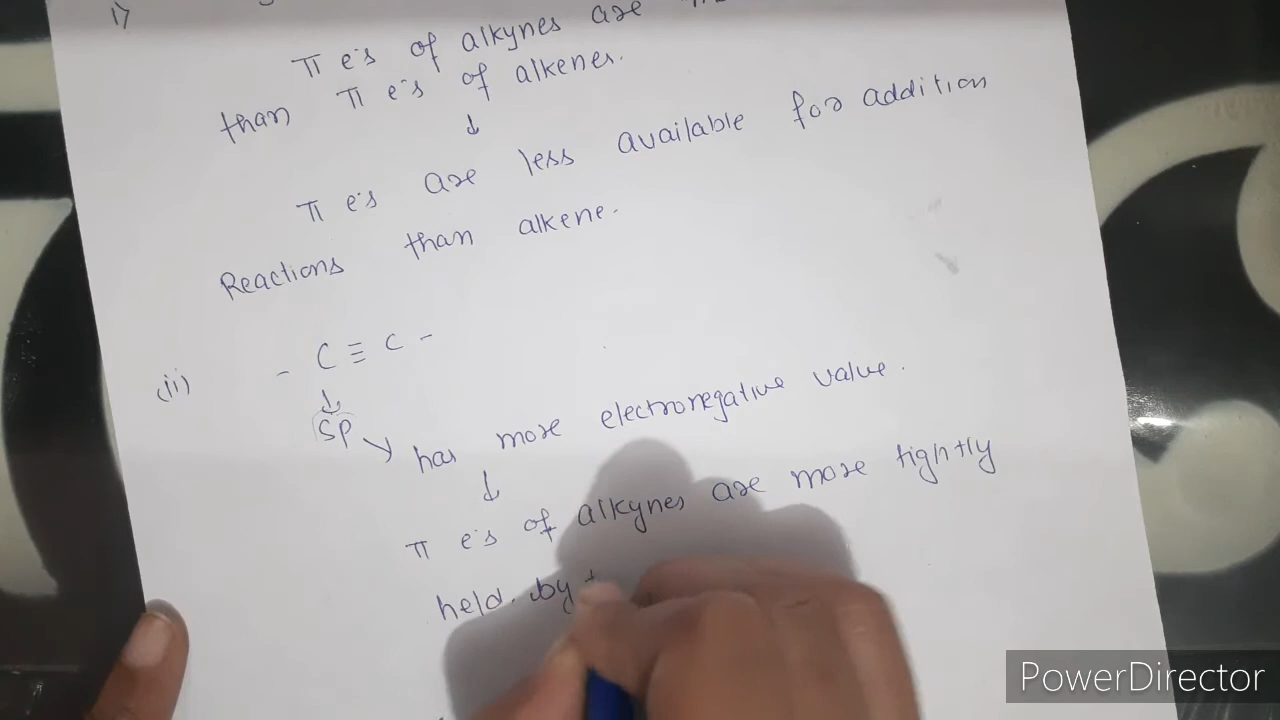 i)
π e⁻s of alkynes are
than π e⁻s of alkenes.
↓
π e⁻s are less available for addition
Reactions than alkene.
(ii) - C ≡ C -
↓
SP → has more electronegative value.
↓
π e⁻s of alkynes are more tightly
held by
PowerDirector